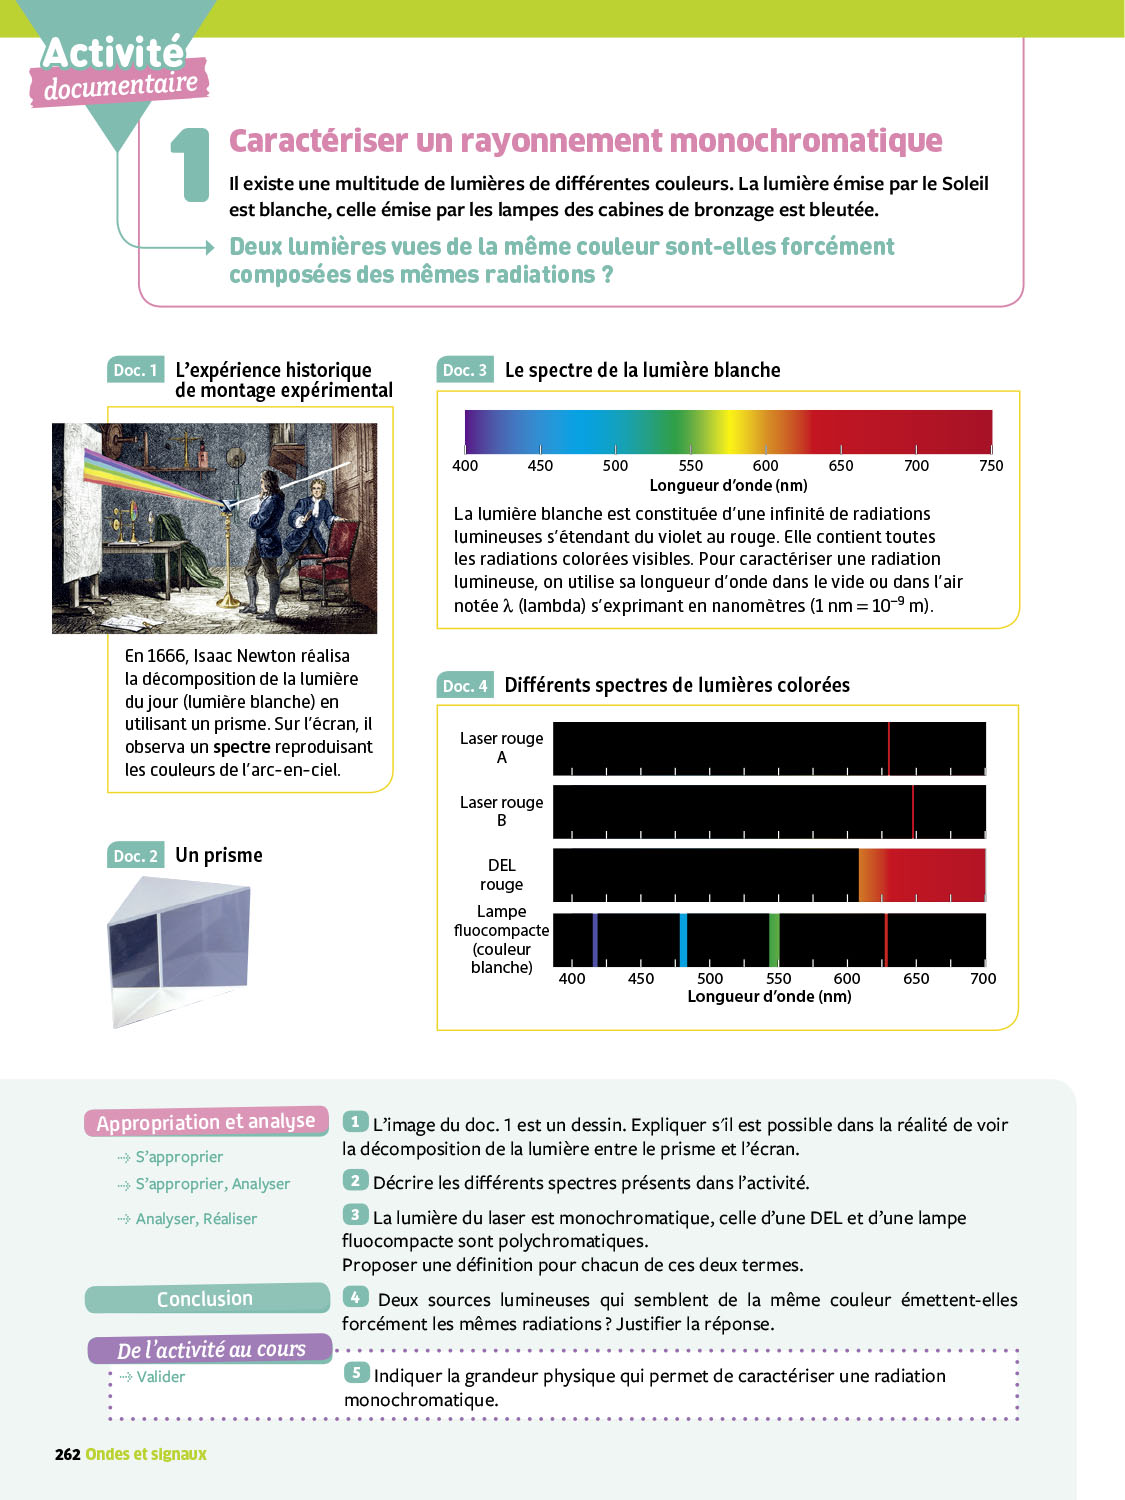 Activité
documentaire
1
Caractériser un rayonnement monochromatique
Il existe une multitude de lumières de différentes couleurs. La lumière émise par le Soleil
est blanche, celle émise par les lampes des cabines de bronzage est bleutée.
Deux lumières vues de la même couleur sont-elles forcément
composées des mêmes radiations ?
Doc. 1 L’expérience historique
de montage expérimental
En 1666, Isaac Newton réalisa
la décomposition de la lumière
du jour (lumière blanche) en
utilisant un prisme. Sur l’écran, il
observa un spectre reproduisant
les couleurs de l’arc-en-ciel.
Doc. 2 Un prisme
Doc. 3 Le spectre de la lumière blanche
400 450 500 550 600 650 700 750
Longueur d’onde (nm)
La lumière blanche est constituée d’une infinité de radiations
lumineuses s’étendant du violet au rouge. Elle contient toutes
les radiations colorées visibles. Pour caractériser une radiation
lumineuse, on utilise sa longueur d’onde dans le vide ou dans l’air
notée λ (lambda) s’exprimant en nanomètres (1 nm = 10⁻⁹ m).
Doc. 4 Différents spectres de lumières colorées
Laser rouge
A
Laser rouge
B
DEL
rouge
Lampe
fluocompacte
(couleur
blanche)
400 450 500 550 600 650 700
Longueur d’onde (nm)
Appropriation et analyse
S’approprier
S’approprier, Analyser
Analyser, Réaliser
1 L’image du doc. 1 est un dessin. Expliquer s’il est possible dans la réalité de voir
la décomposition de la lumière entre le prisme et l’écran.
2 Décrire les différents spectres présents dans l’activité.
3 La lumière du laser est monochromatique, celle d’une DEL et d’une lampe
fluocompacte sont polychromatiques.
Proposer une définition pour chacun de ces deux termes.
Conclusion
4 Deux sources lumineuses qui semblent de la même couleur émettent-elles
forcément les mêmes radiations ? Justifier la réponse.
De l’activité au cours
Valider
5 Indiquer la grandeur physique qui permet de caractériser une radiation
monochromatique.
262 Ondes et signaux